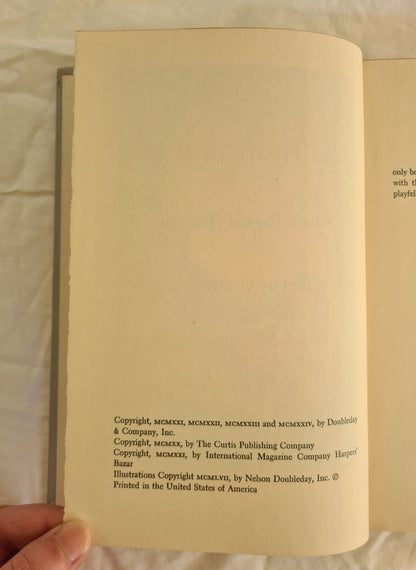 Copyright, MCMXXI, MCMXXII, MCMXXIII and MCMXXIV, by Doubleday
& Company, Inc.
Copyright, MCMXX, by The Curtis Publishing Company
Copyright, MCMXXI, by International Magazine Company Harpers'
Bazar
Illustrations Copyright MCMLVII, by Nelson Doubleday, Inc. ©
Printed in the United States of America
only be
with th
playfel